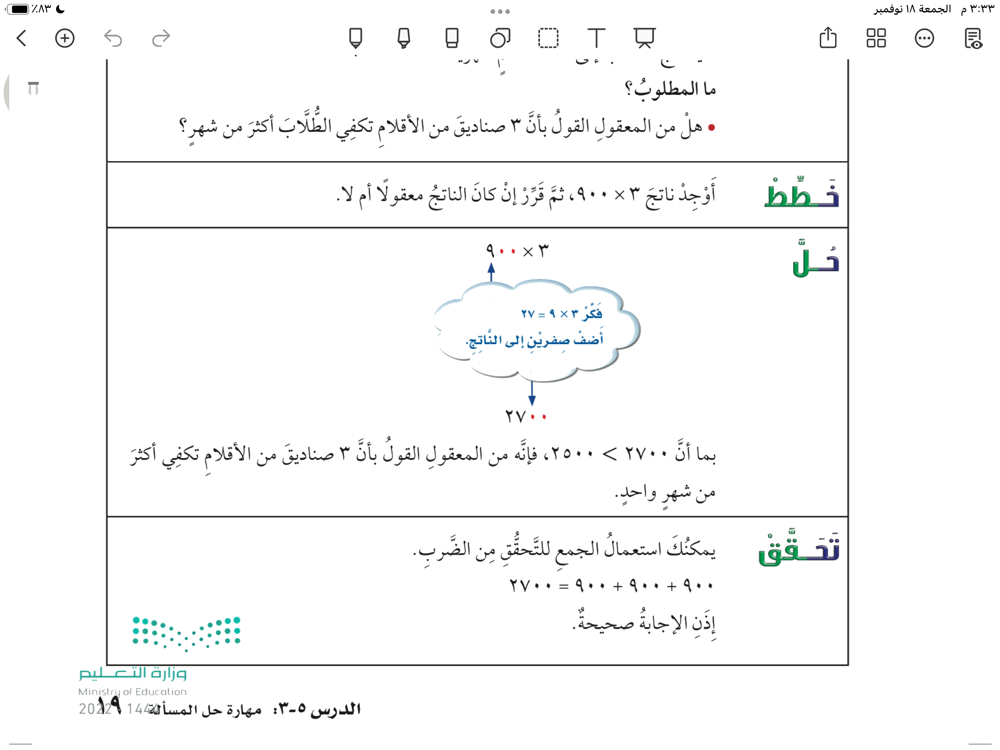 ٣:٣٣ م الجمعة ١٨ نوفمبر
٪٨٣
ما المطلوبُ؟
• هلْ من المعقولِ القولُ بأنَّ ٣ صناديقَ من الأقلامِ تكفِي الطُّلَّابَ أكثرَ من شهرٍ؟
خَطِّطْ
أَوْجِدْ ناتجَ ٣ × ٩٠٠، ثمَّ قَرِّرْ إنْ كانَ الناتجُ معقولًا أم لا.
حُلَّ
٣ × ٩٠٠
فَكِّرْ ٣ × ٩ = ٢٧
أَضفْ صِفريْنِ إلى النَّاتِجِ.
٢٧٠٠
بما أنَّ ٢٧٠٠ > ٢٥٠٠، فإنَّه من المعقولِ القولُ بأنَّ ٣ صناديقَ من الأقلامِ تكفِي أكثرَ
من شهرٍ واحدٍ.
تَحَقَّقْ
يمكنُكَ استعمالُ الجمعِ للتَّحقُّقِ مِن الضَّربِ.
٩٠٠ + ٩٠٠ + ٩٠٠ = ٢٧٠٠
إِذَنِ الإجابةُ صحيحةٌ.
وزارة التعليم
Ministry of Education
2022 - 1444
الدرس ٥-٣: مهارة حل المسألة ١٩